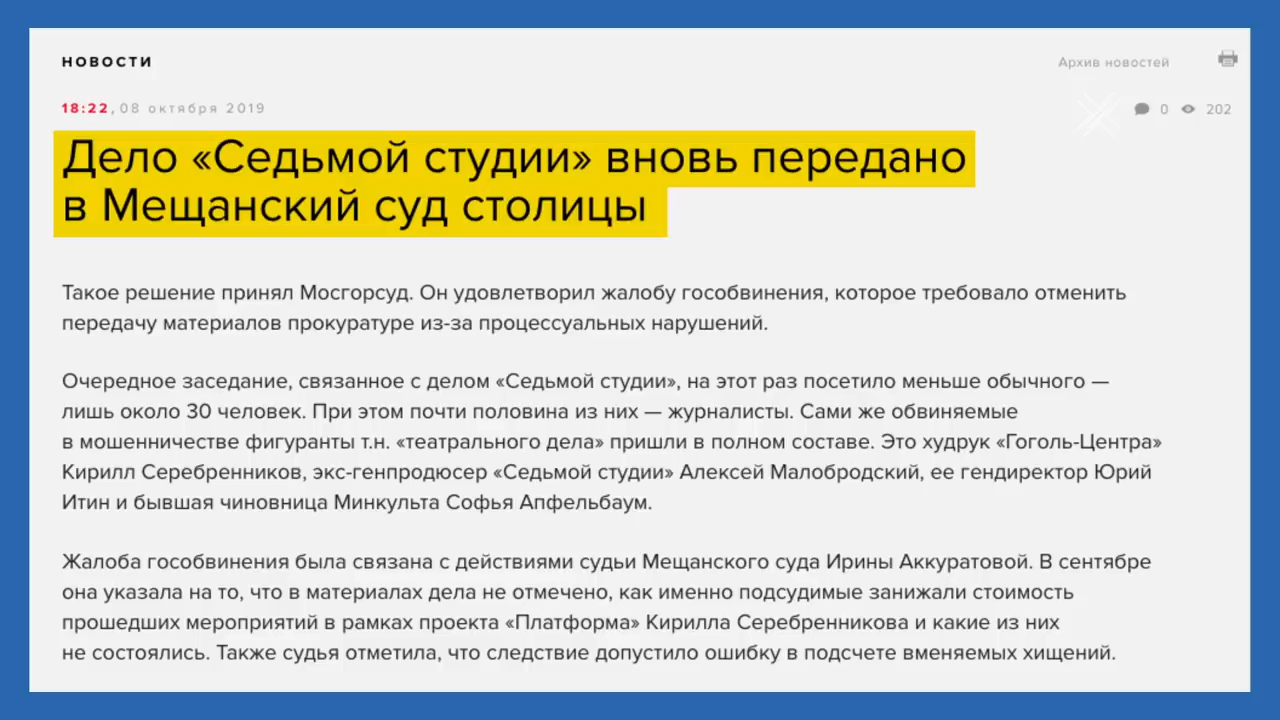 НОВОСТИ
Архив новостей
18:22, 08 октября 2019
0 202
Дело «Седьмой студии» вновь передано
в Мещанский суд столицы
Такое решение принял Мосгорсуд. Он удовлетворил жалобу гособвинения, которое требовало отменить
передачу материалов прокуратуре из-за процессуальных нарушений.
Очередное заседание, связанное с делом «Седьмой студии», на этот раз посетило меньше обычного —
лишь около 30 человек. При этом почти половина из них — журналисты. Сами же обвиняемые
в мошенничестве фигуранты т.н. «театрального дела» пришли в полном составе. Это худрук «Гоголь-Центра»
Кирилл Серебренников, экс-генпродюсер «Седьмой студии» Алексей Малобродский, ее гендиректор Юрий
Итин и бывшая чиновница Минкульта Софья Апфельбаум.
Жалоба гособвинения была связана с действиями судьи Мещанского суда Ирины Аккуратовой. В сентябре
она указала на то, что в материалах дела не отмечено, как именно подсудимые занижали стоимость
прошедших мероприятий в рамках проекта «Платформа» Кирилла Серебренникова и какие из них
не состоялись. Также судья отметила, что следствие допустило ошибку в подсчете вменяемых хищений.